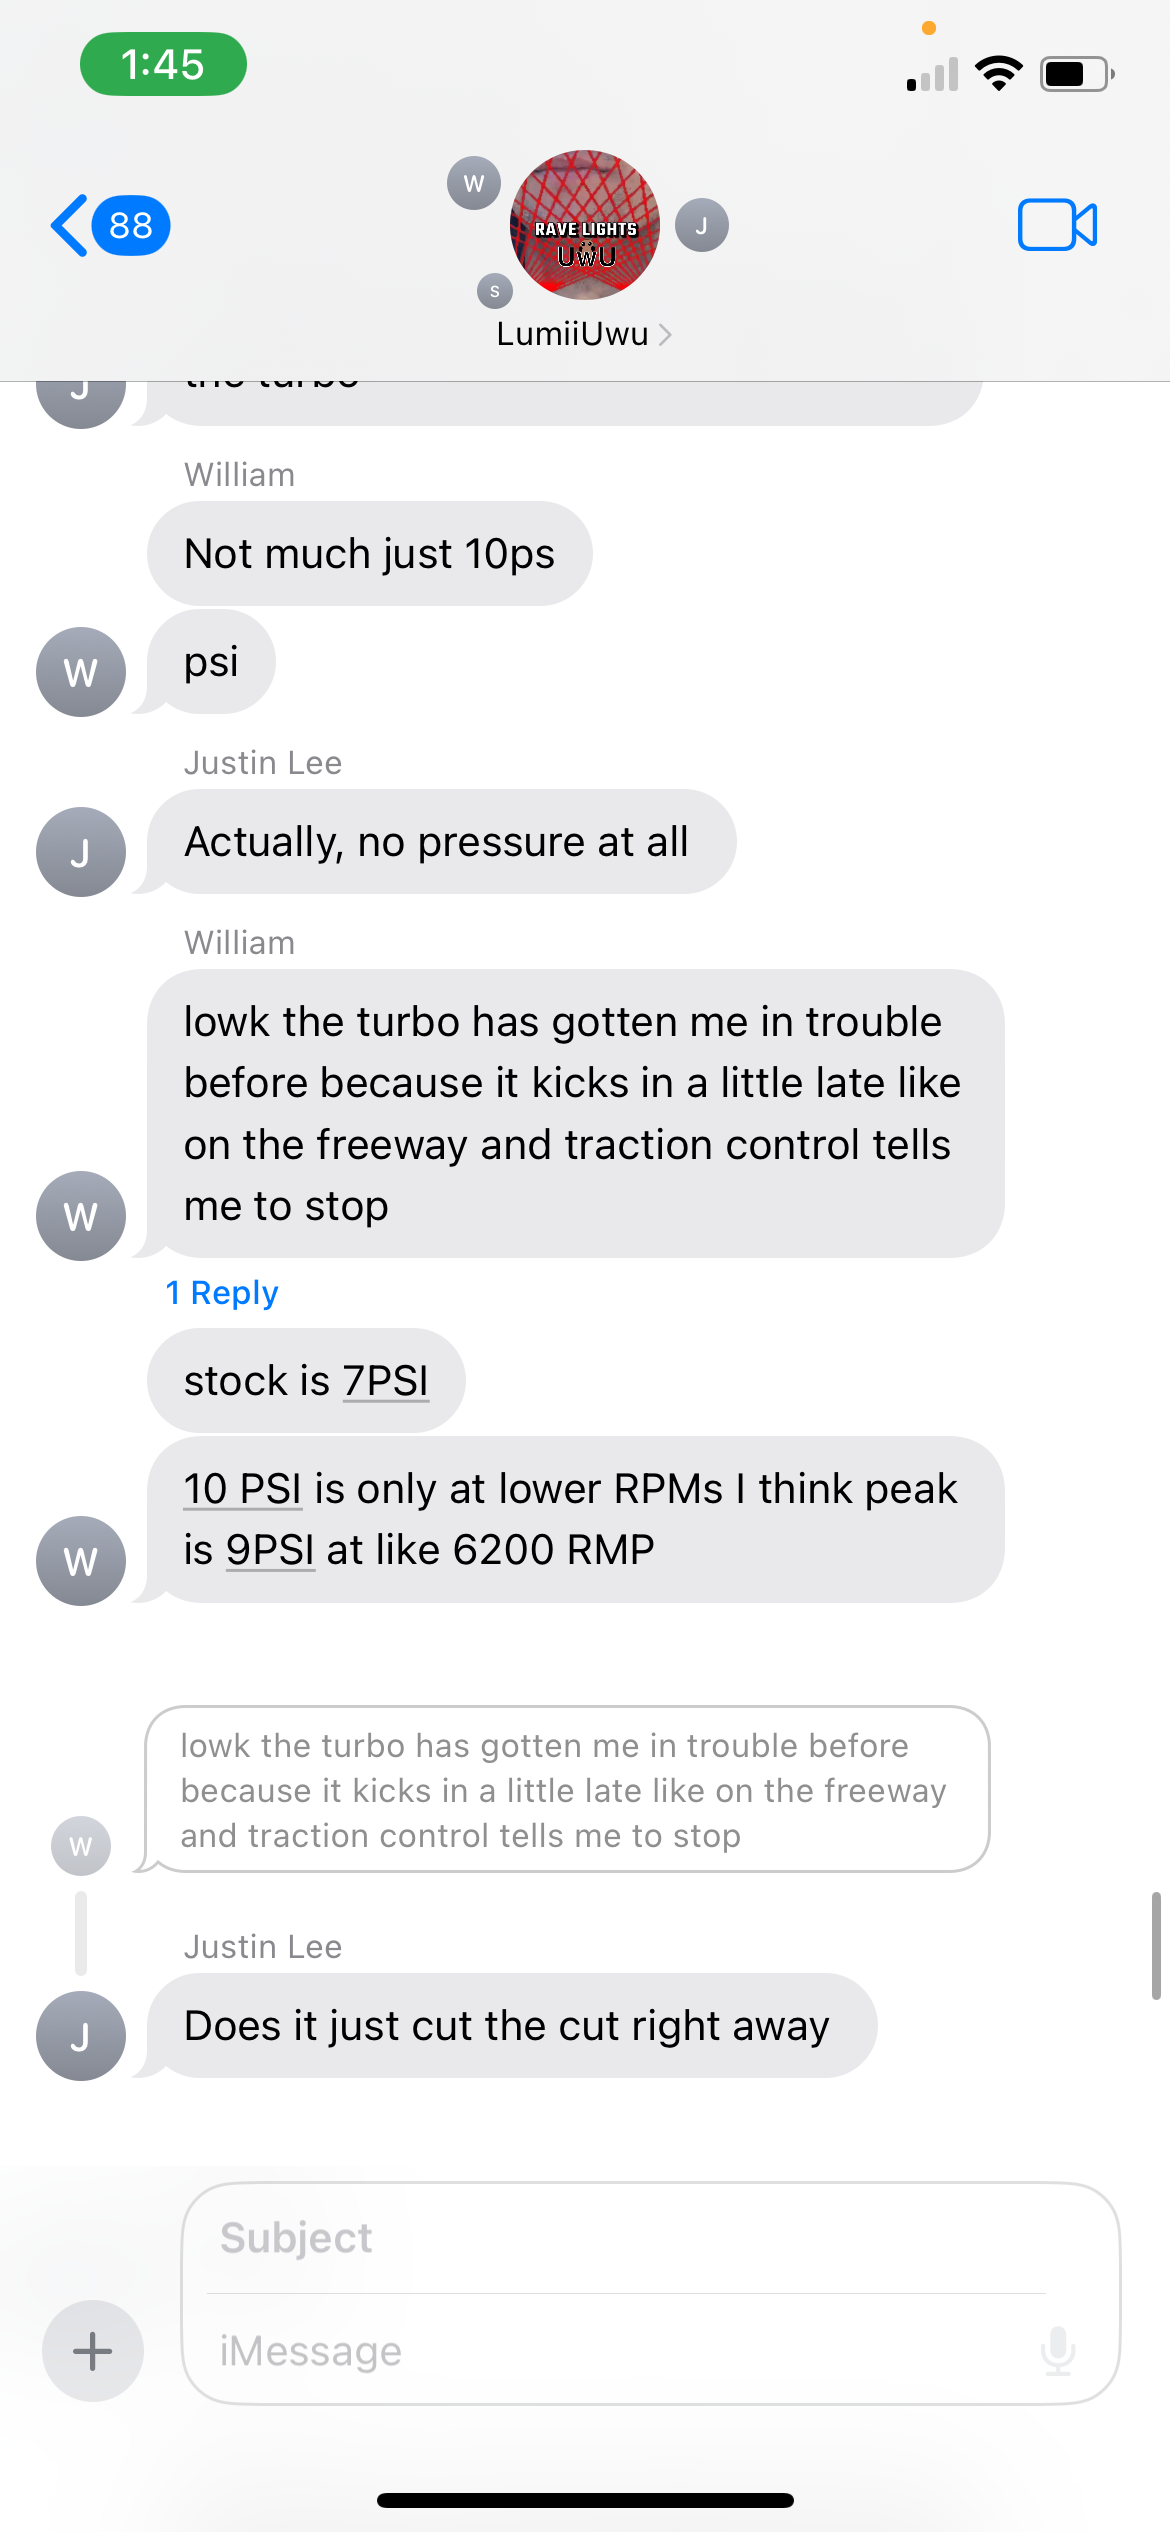 1:45
88
W
RAVE LIGHTS
UWU
J
S
LumiiUwu
the turbo
J
William
Not much just 10ps
psi
W
Justin Lee
Actually, no pressure at all
J
William
lowk the turbo has gotten me in trouble
before because it kicks in a little late like
on the freeway and traction control tells
me to stop
W
1 Reply
stock is 7PSI
10 PSI is only at lower RPMs I think peak
is 9PSI at like 6200 RMP
W
lowk the turbo has gotten me in trouble before
because it kicks in a little late like on the freeway
and traction control tells me to stop
W
Justin Lee
Does it just cut the cut right away
J
Subject
iMessage